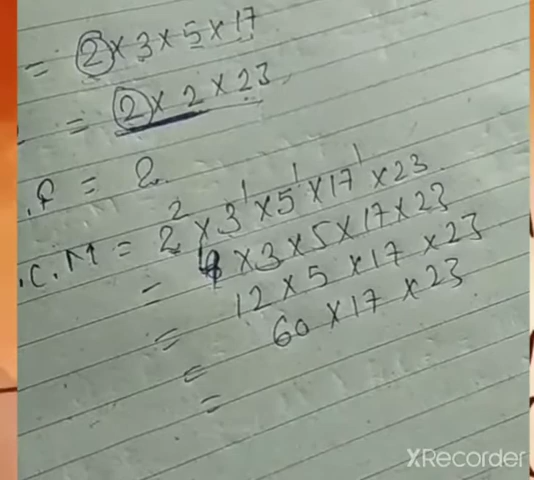 = 2 × 3 × 5 × 17
= 2 × 2 × 23
.F = 2
.C.M = 2² × 3¹ × 5¹ × 17¹ × 23
= 4 × 3 × 5 × 17 × 23
= 12 × 5 × 17 × 23
= 60 × 17 × 23
=
XRecorder